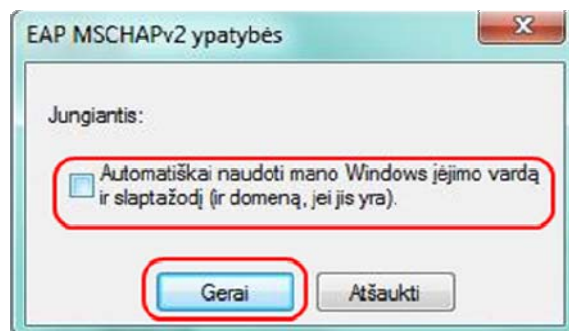 EAP MSCHAPv2 ypatybės
Jungiantis:
Automatiškai naudoti mano Windows įėjimo vardą
ir slaptažodį (ir domeną, jei jis yra).
Gerai Atšaukti